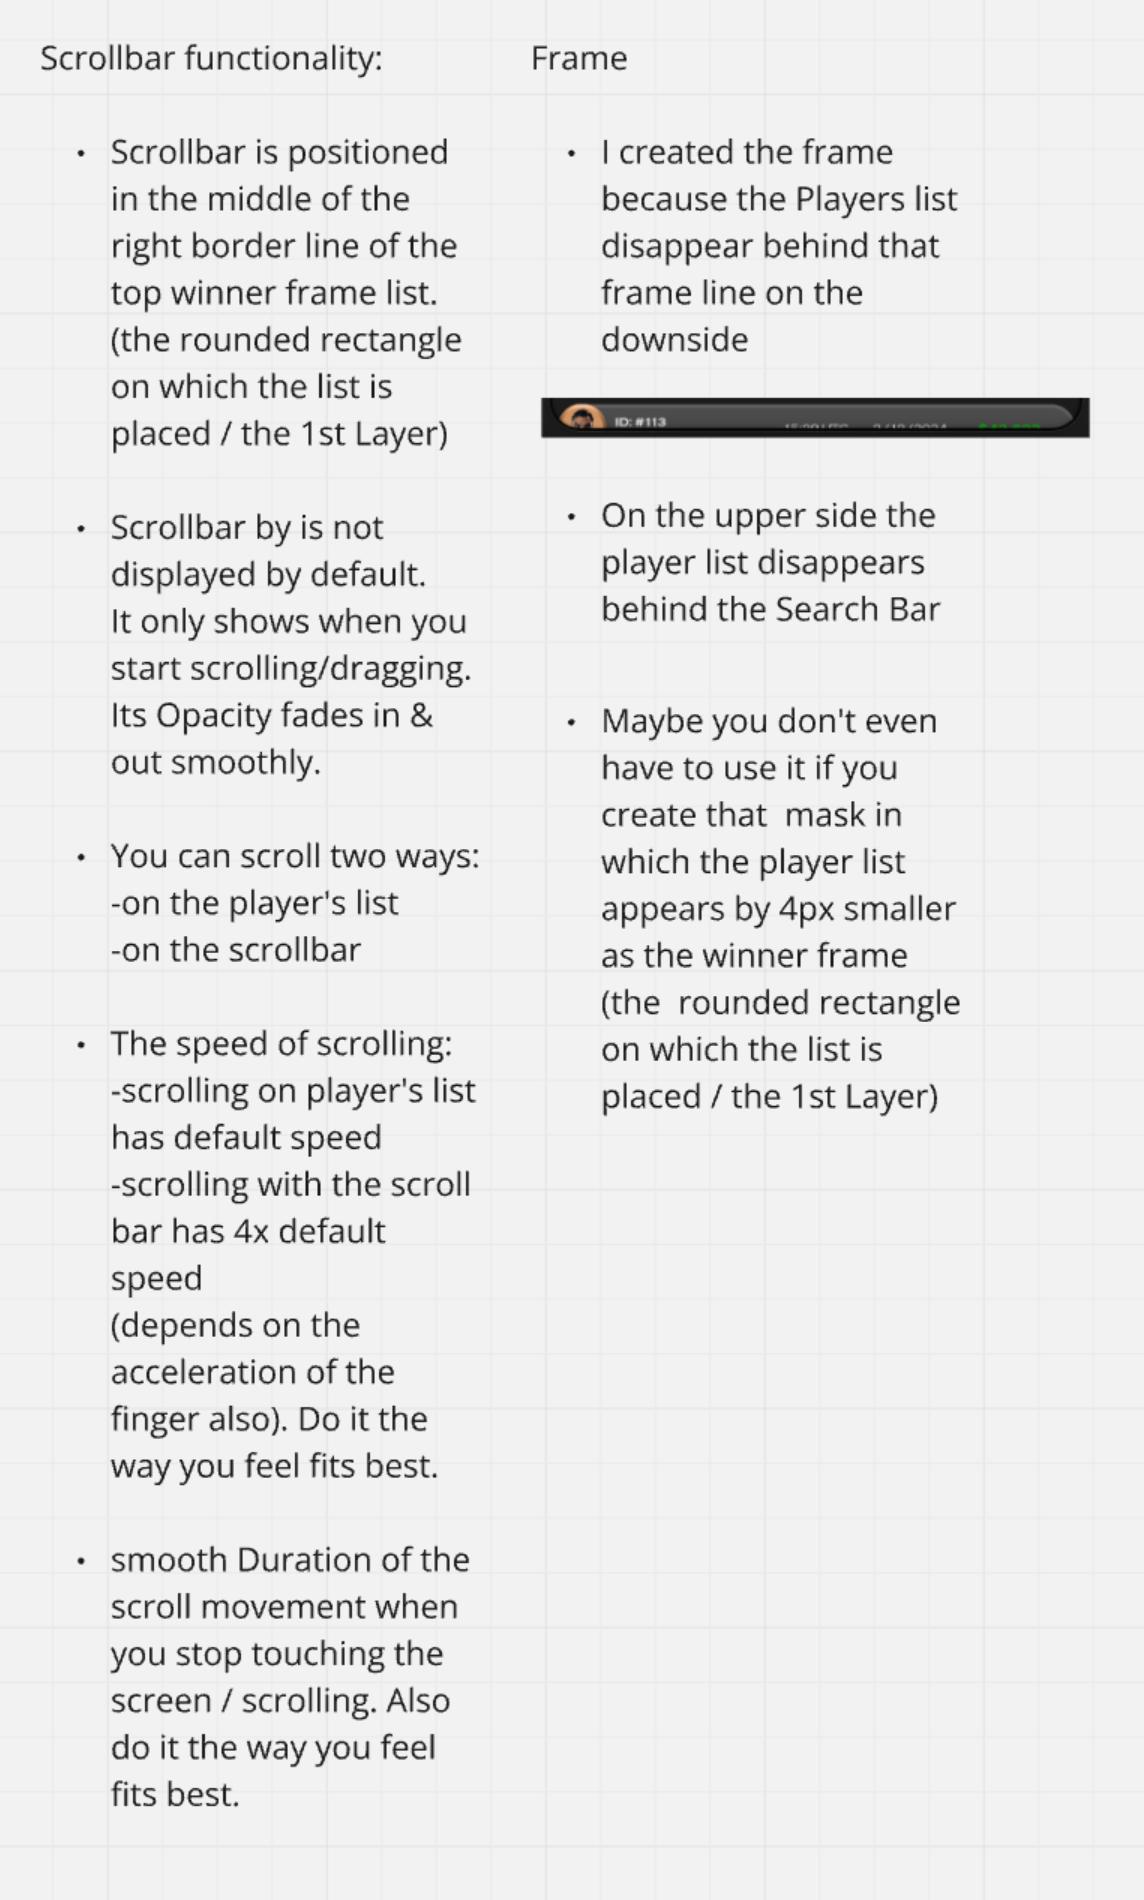 Scrollbar functionality:
• Scrollbar is positioned
in the middle of the
right border line of the
top winner frame list.
(the rounded rectangle
on which the list is
placed / the 1st Layer)
• Scrollbar by is not
displayed by default.
It only shows when you
start scrolling/dragging.
Its Opacity fades in &
out smoothly.
• You can scroll two ways:
-on the player's list
-on the scrollbar
• The speed of scrolling:
-scrolling on player's list
has default speed
-scrolling with the scroll
bar has 4x default
speed
(depends on the
acceleration of the
finger also). Do it the
way you feel fits best.
• smooth Duration of the
scroll movement when
you stop touching the
screen / scrolling. Also
do it the way you feel
fits best.
Frame
• I created the frame
because the Players list
disappear behind that
frame line on the
downside
ID: #113
• On the upper side the
player list disappears
behind the Search Bar
• Maybe you don't even
have to use it if you
create that  mask in
which the player list
appears by 4px smaller
as the winner frame
(the  rounded rectangle
on which the list is
placed / the 1st Layer)